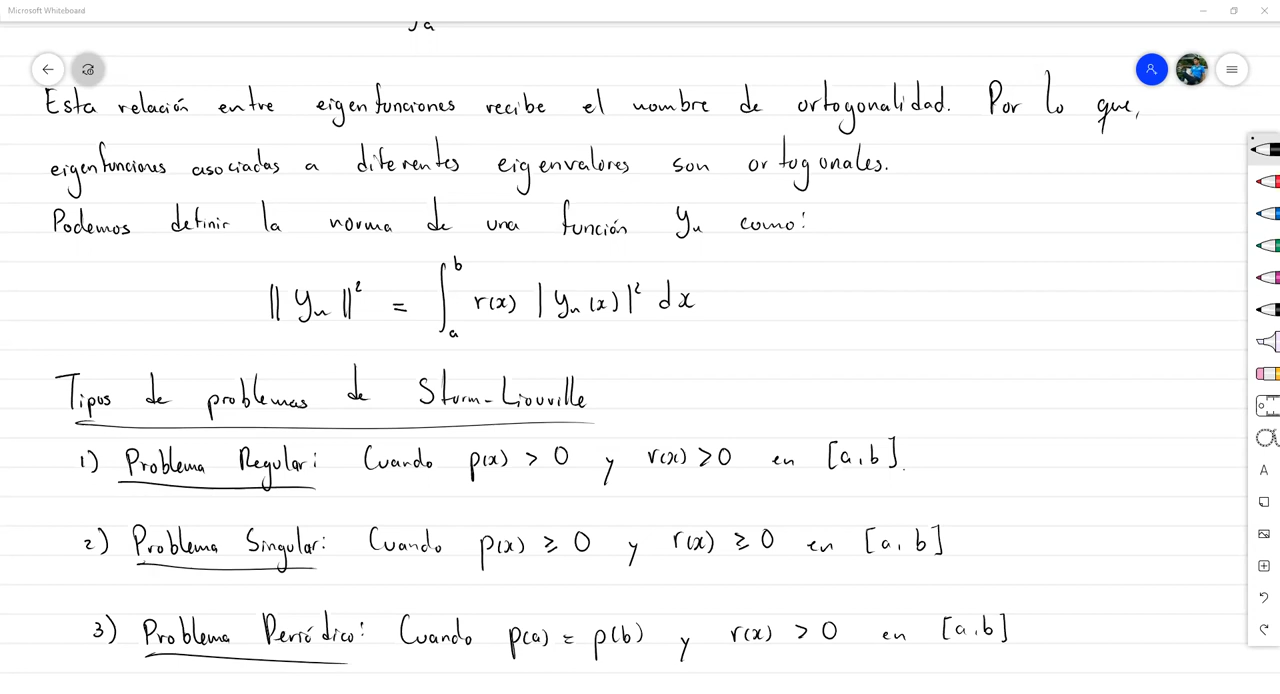 Microsoft Whiteboard
Esta relación entre eigenfunciones recibe el nombre de ortogonalidad. Por lo que,
eigenfunciones asociadas a diferentes eigenvalores son ortogonales.
Podemos definir la norma de una función yₙ como:
‖ yₙ ‖² = ∫ₐᵇ r(x) |yₙ(x)|² dx
Tipos de problemas de Sturm-Liouville
1) Problema Regular: Cuando p(x) > 0 y r(x) ≥ 0 en [a,b].
2) Problema Singular: Cuando p(x) ≥ 0 y r(x) ≥ 0 en [a, b]
3) Problema Periódico: Cuando p(a) = p(b) y r(x) > 0 en [a,b]